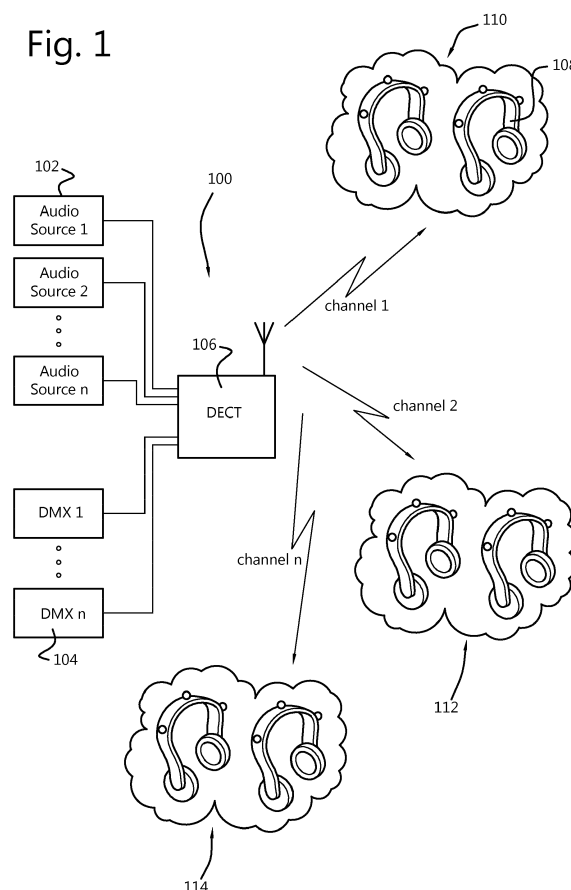 Fig. 1
110
108
102
100
Audio
Source 1
Audio
Source 2
channel 1
106
Audio
Source n
DECT
channel 2
DMX 1
channel n
DMX n
104
112
114